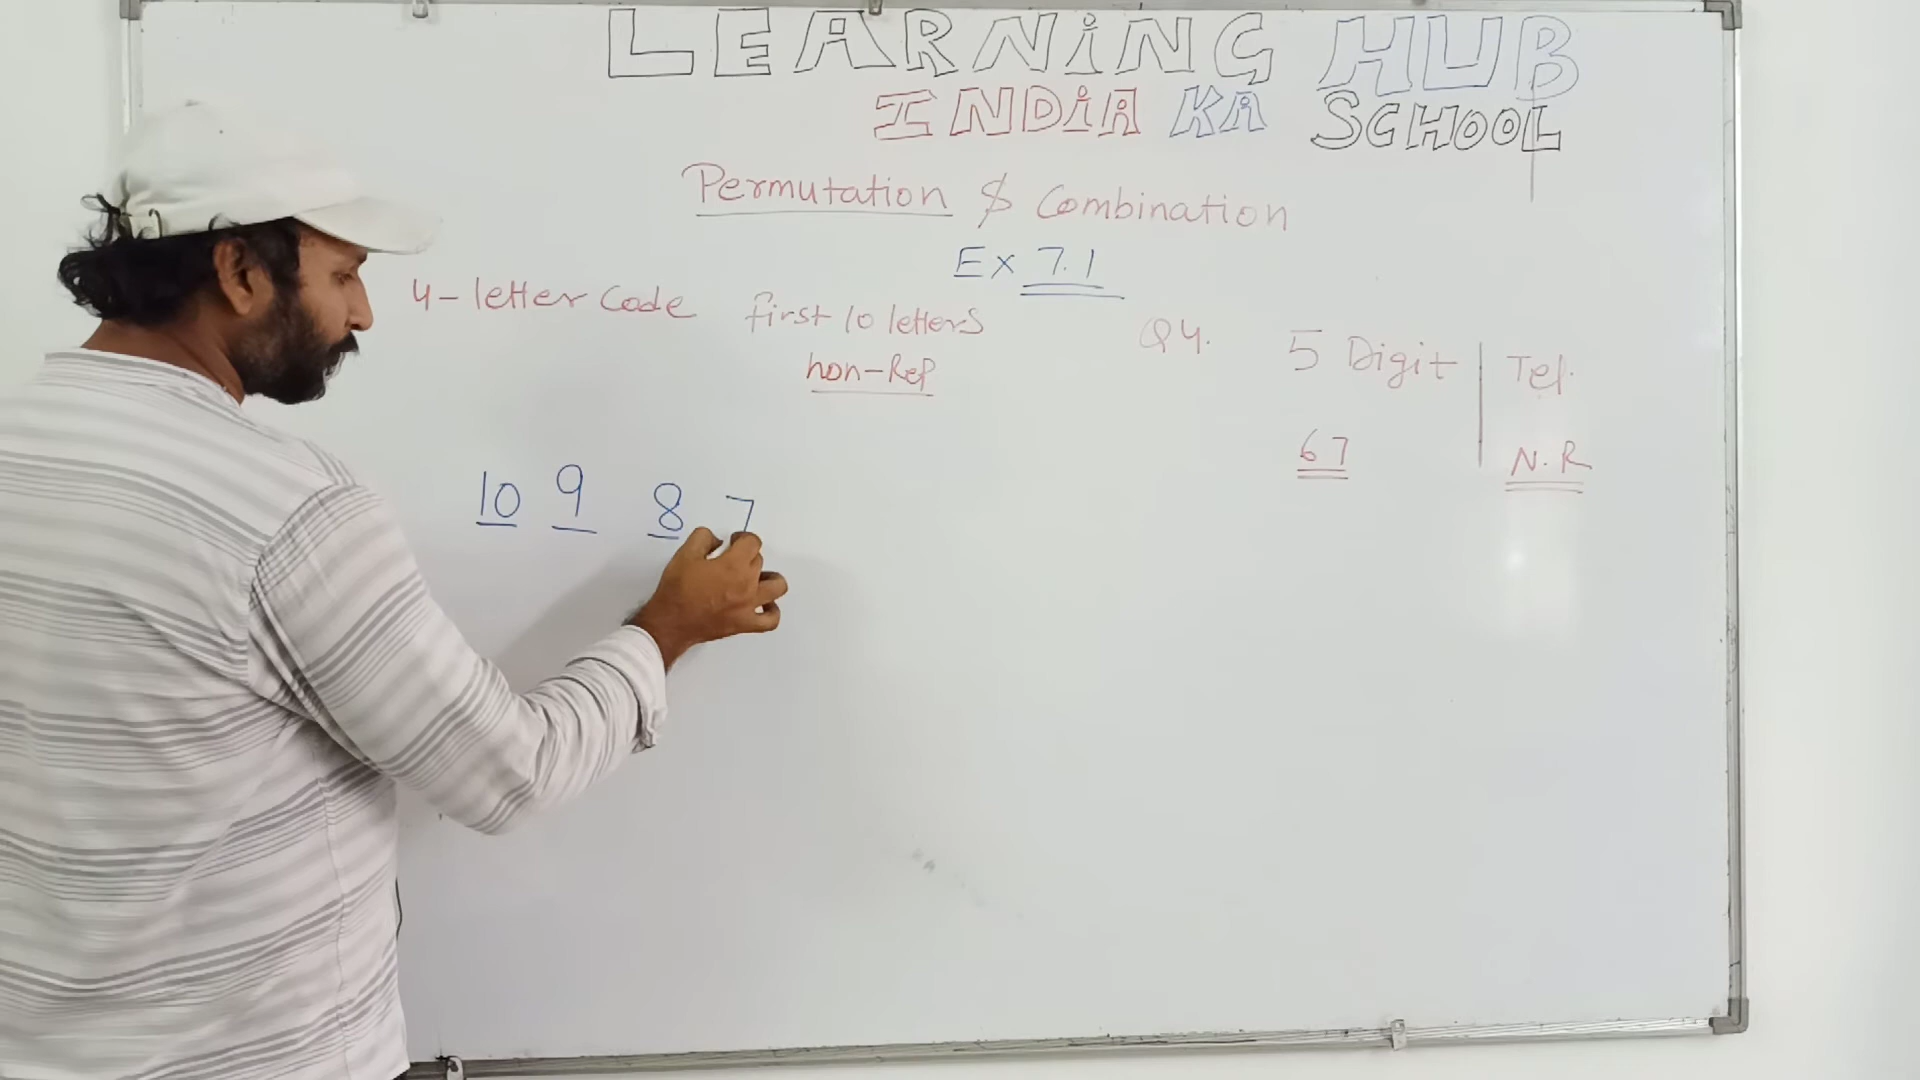 LEARNING HUB
INDIA KA SCHOOL
Permutation & Combination
Ex 7.1
4-letter Code first 10 letters
non-Rep
10 9 8 7
Q4. 5 Digit Tel.
67 N.R